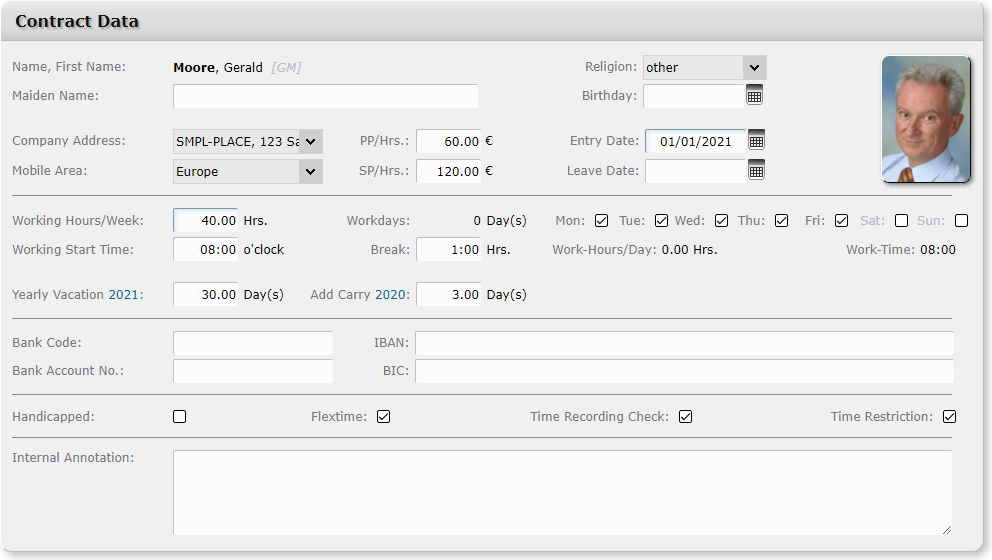 Contract Data
Name, First Name: Moore, Gerald [GM] Religion: other
Maiden Name: Birthday:
Company Address: SMPL-PLACE, 123 Sa PP/Hrs.: 60.00 € Entry Date: 01/01/2021
Mobile Area: Europe SP/Hrs.: 120.00 € Leave Date:
Working Hours/Week: 40.00 Hrs. Workdays: 0 Day(s) Mon: Tue: Wed: Thu: Fri: Sat: Sun:
Working Start Time: 08:00 o'clock Break: 1:00 Hrs. Work-Hours/Day: 0.00 Hrs. Work-Time: 08:00
Yearly Vacation 2021: 30.00 Day(s) Add Carry 2020: 3.00 Day(s)
Bank Code: IBAN:
Bank Account No.: BIC:
Handicapped: Flextime: Time Recording Check: Time Restriction:
Internal Annotation: